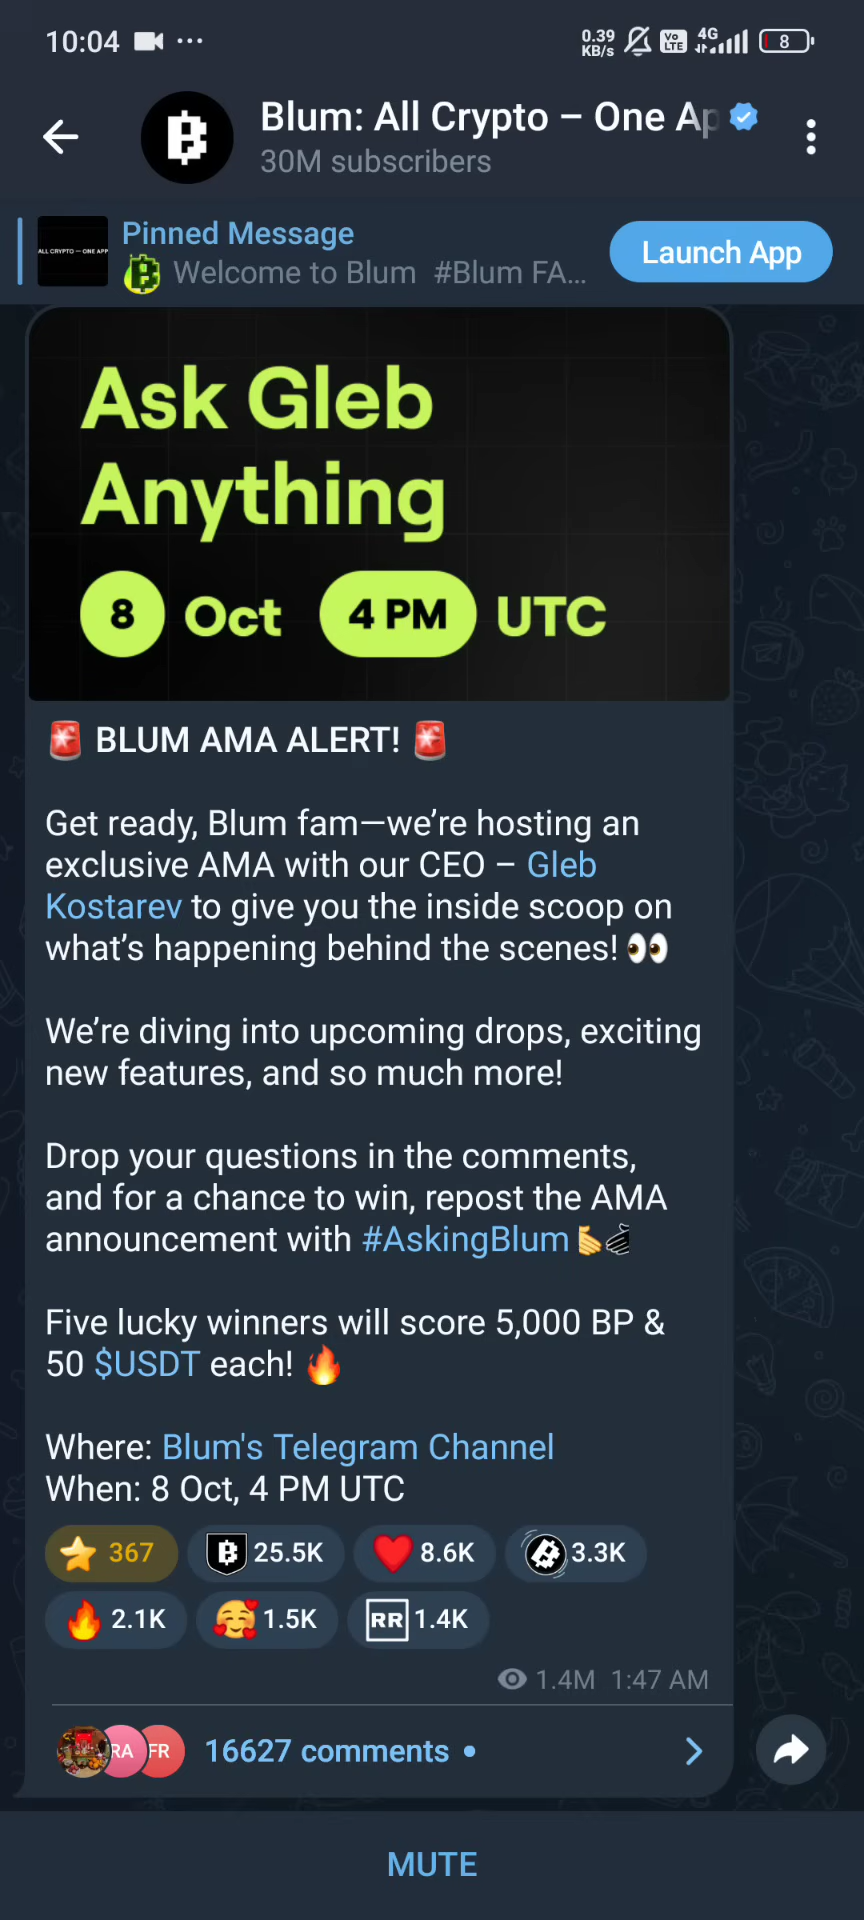 10:04
0.39
KB/s
Vo
LTE
4G
8
Blum: All Crypto – One Ap
30M subscribers
ALL CRYPTO — ONE APP
Pinned Message
Welcome to Blum #Blum FA...
Launch App
Ask Gleb
Anything
8 Oct 4 PM UTC
🚨 BLUM AMA ALERT! 🚨
Get ready, Blum fam—we’re hosting an
exclusive AMA with our CEO – Gleb
Kostarev to give you the inside scoop on
what’s happening behind the scenes! 👀
We’re diving into upcoming drops, exciting
new features, and so much more!
Drop your questions in the comments,
and for a chance to win, repost the AMA
announcement with #AskingBlum
Five lucky winners will score 5,000 BP &
50 $USDT each! 🔥
Where: Blum's Telegram Channel
When: 8 Oct, 4 PM UTC
⭐ 367 25.5K ❤️ 8.6K 3.3K
🔥 2.1K 🥰 1.5K RR 1.4K
1.4M 1:47 AM
RA FR 16627 comments
MUTE